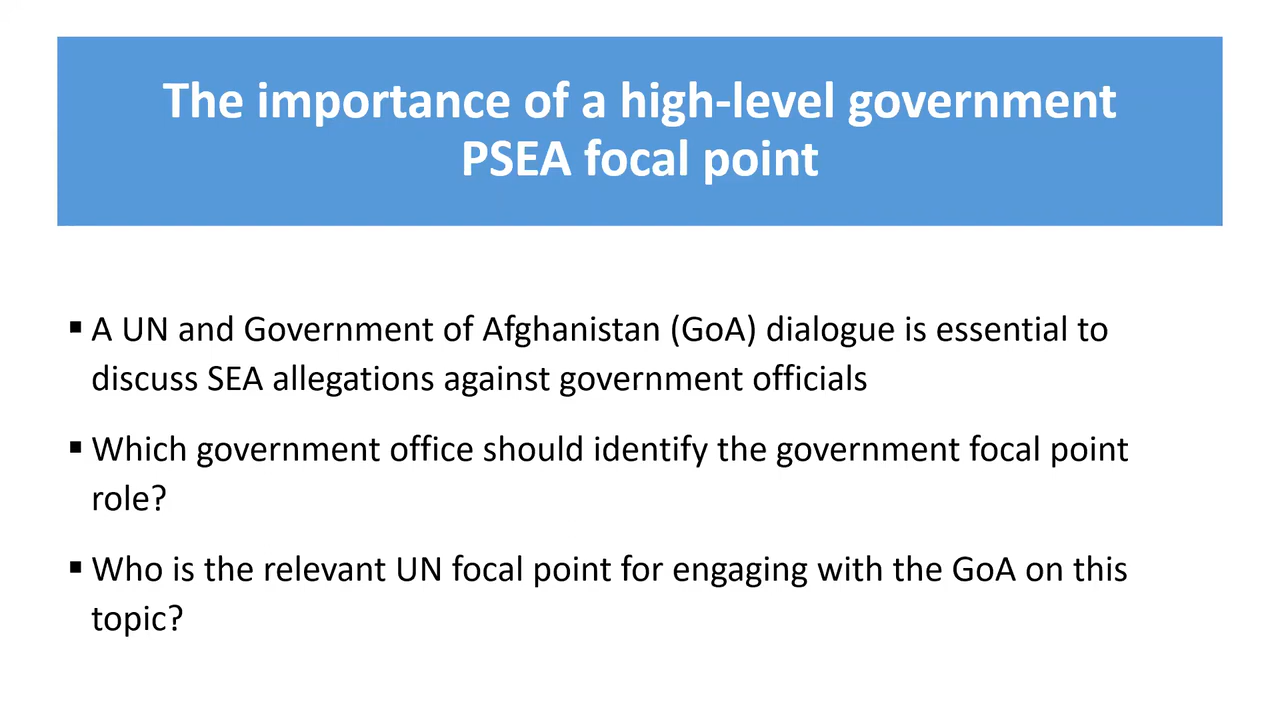 The importance of a high-level government
PSEA focal point
▪ A UN and Government of Afghanistan (GoA) dialogue is essential to
discuss SEA allegations against government officials
▪ Which government office should identify the government focal point
role?
▪ Who is the relevant UN focal point for engaging with the GoA on this
topic?